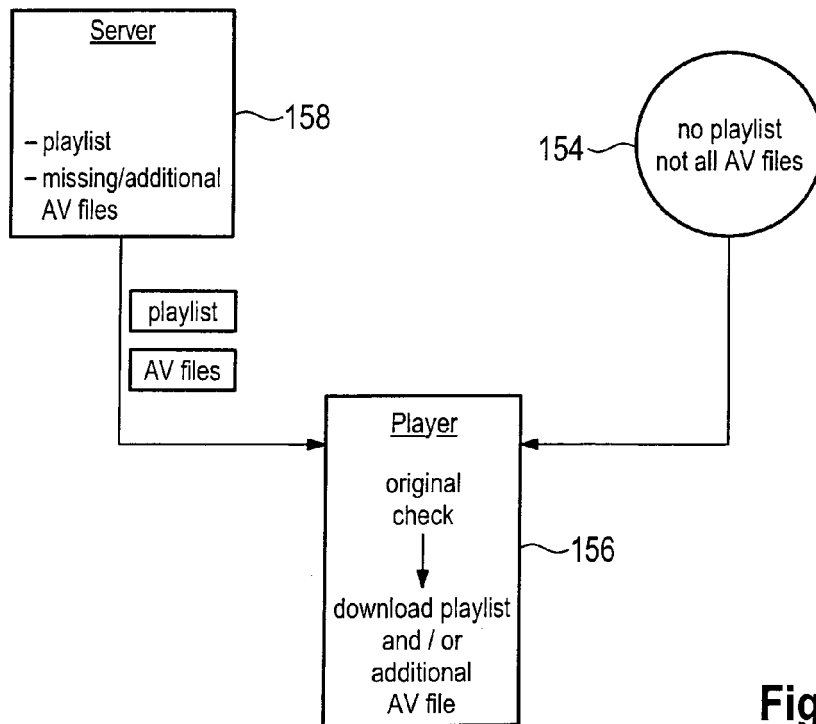 Server
– playlist
– missing/additional
AV files
158
154
no playlist
not all AV files
playlist
AV files
Player
original
check
156
download playlist
and / or
additional
AV file
Fig